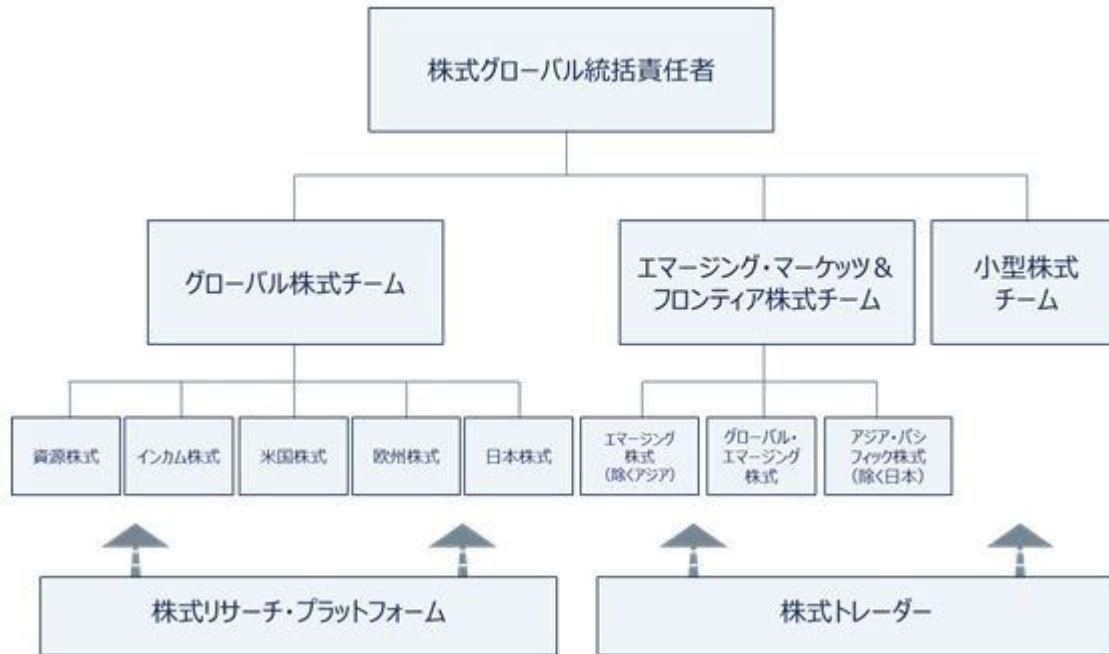 株式グローバル統括責任者
グローバル株式チーム
エマージング・マーケッツ＆
フロンティア株式チーム
小型株式
チーム
資源株式
インカム株式
米国株式
欧州株式
日本株式
エマージング
株式
（除くアジア）
グローバル・
エマージング
株式
アジア・パシ
フィック株式
（除く日本）
株式リサーチ・プラットフォーム
株式トレーダー